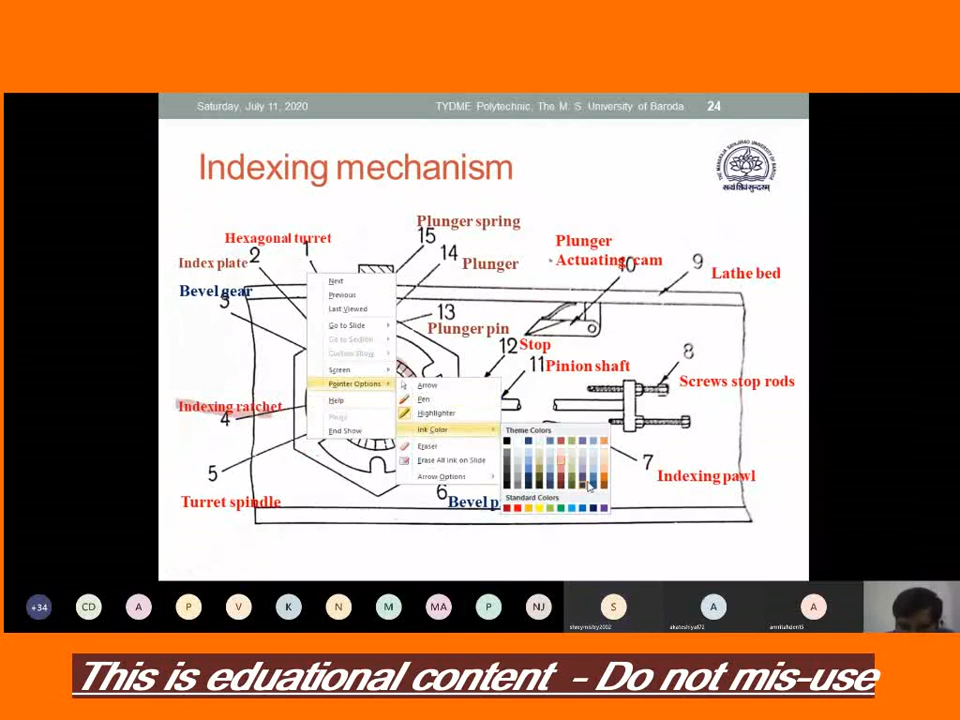 Saturday, July 11, 2020
TYDME Polytechnic, The M. S. University of Baroda
24
Indexing mechanism
Plunger spring
15
Hexagonal turret
1
Plunger
Actuating cam
10
2
14
Plunger
9
Lathe bed
Index plate
Bevel gear
3
13
Plunger pin
12
Stop
11
Pinion shaft
8
Screws stop rods
Indexing ratchet
4
5
Turret spindle
6
Bevel p
7
Indexing pawl
Next
Previous
Last Viewed
Go to Slide
Go to Section
Custom Show
Screen
Pointer Options
Help
Pause
End Show
Arrow
Pen
Highlighter
Ink Color
Eraser
Erase All Ink on Slide
Arrow Options
Theme Colors
Standard Colors
+34
CD
A
P
V
K
N
M
MA
P
NJ
S
A
A
This is eduational content - Do not mis-use